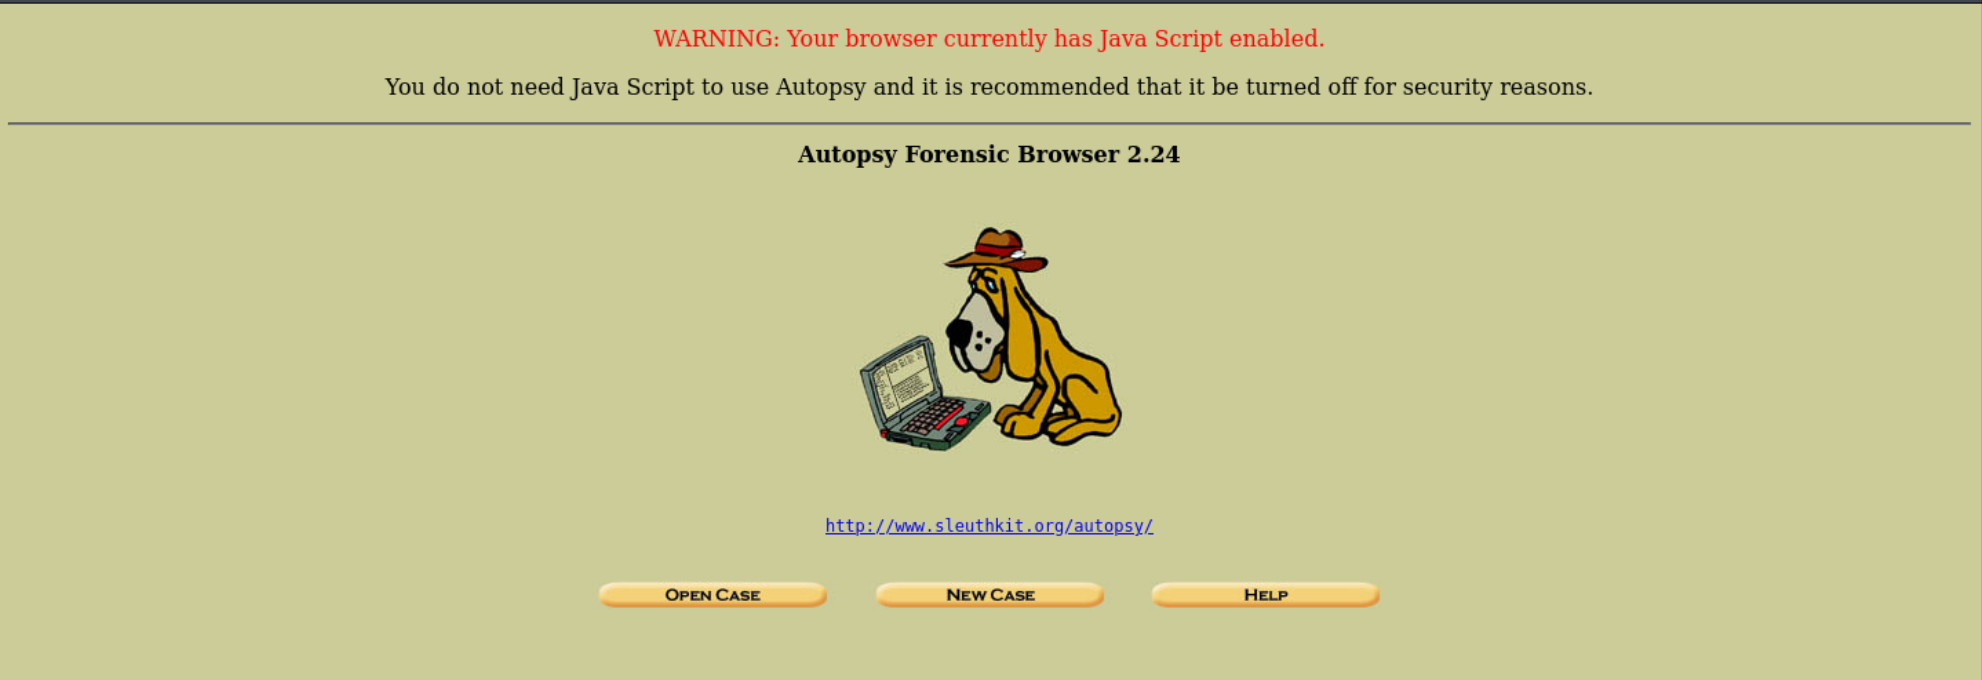 WARNING: Your browser currently has Java Script enabled.
You do not need Java Script to use Autopsy and it is recommended that it be turned off for security reasons.
Autopsy Forensic Browser 2.24
http://www.sleuthkit.org/autopsy/
OPEN CASE
NEW CASE
HELP